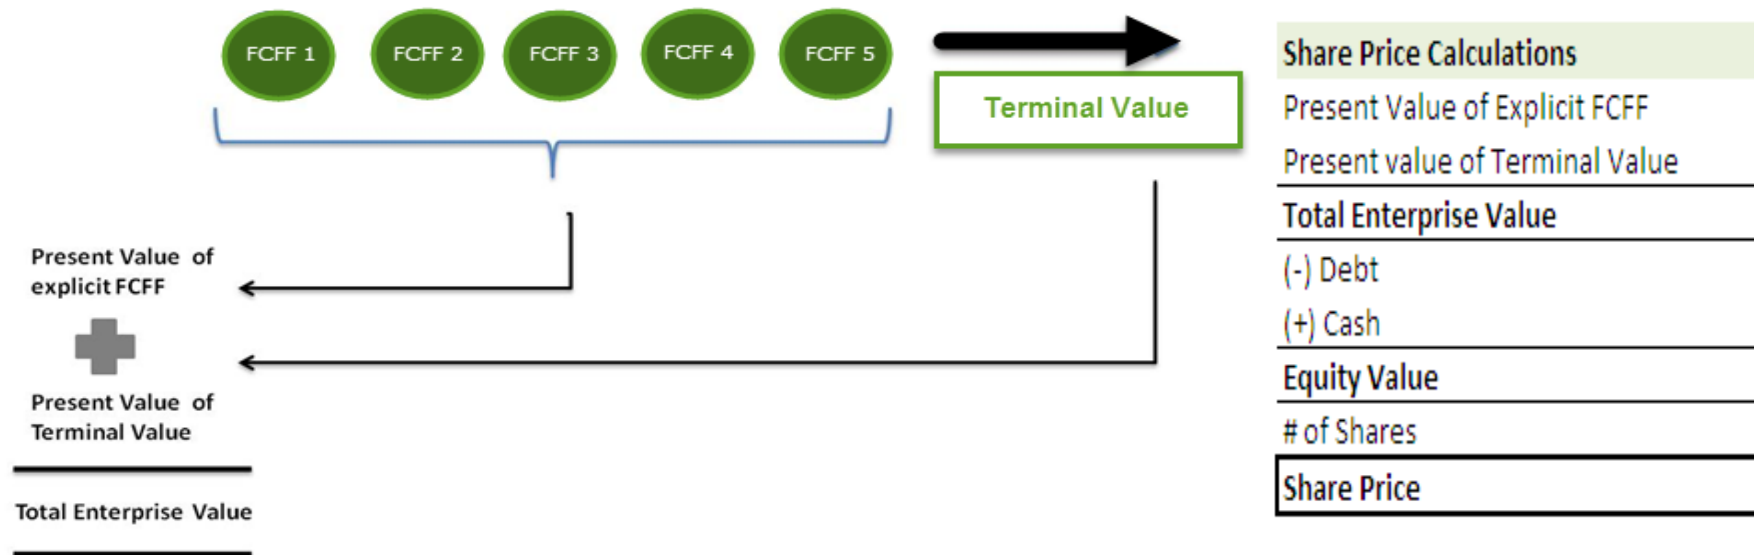 FCFF 1
FCFF 2
FCFF 3
FCFF 4
FCFF 5
Terminal Value
Present Value of
explicit FCFF
Present Value of
Terminal Value
Total Enterprise Value
Share Price Calculations
Present Value of Explicit FCFF
Present value of Terminal Value
Total Enterprise Value
(-) Debt
(+) Cash
Equity Value
# of Shares
Share Price